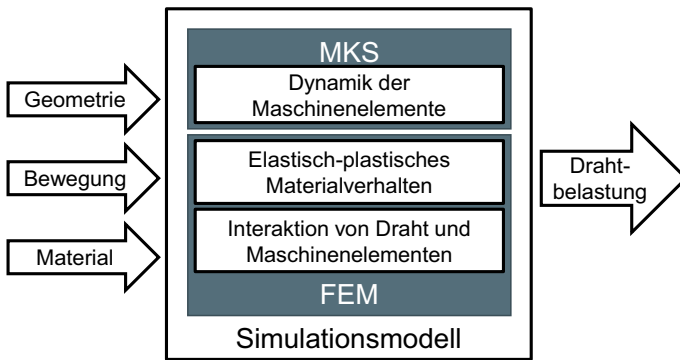 MKS
Dynamik der
Maschinenelemente
Geometrie
Bewegung
Material
Elastisch-plastisches
Materialverhalten
Interaktion von Draht und
Maschinenelementen
FEM
Simulationsmodell
Draht-
belastung